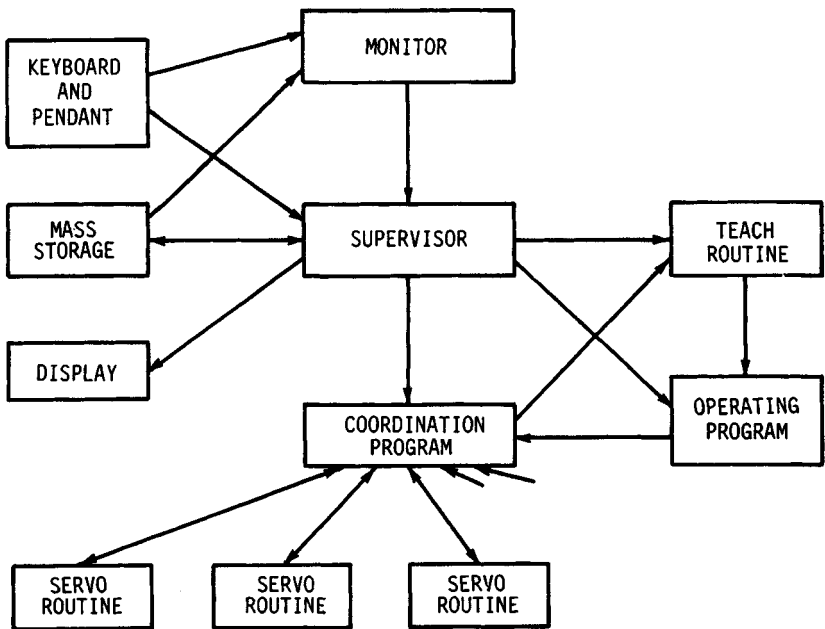 MONITOR
KEYBOARD
AND
PENDANT
MASS
STORAGE
SUPERVISOR
TEACH
ROUTINE
DISPLAY
COORDINATION
PROGRAM
OPERATING
PROGRAM
SERVO
ROUTINE
SERVO
ROUTINE
SERVO
ROUTINE